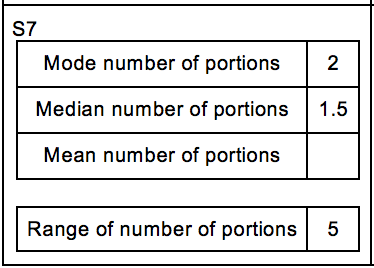 S7
Mode number of portions 2
Median number of portions 1.5
Mean number of portions
Range of number of portions 5